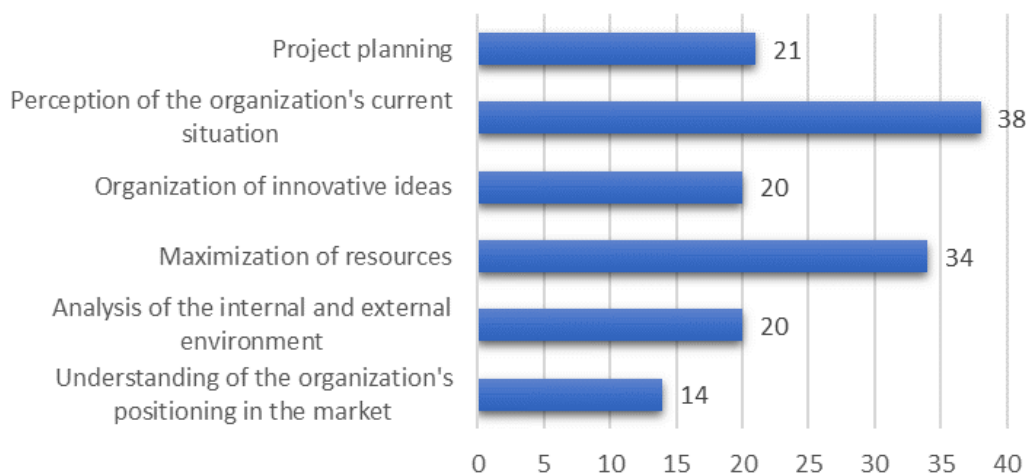 Project planning
21
Perception of the organization's current
situation
38
Organization of innovative ideas
20
Maximization of resources
34
Analysis of the internal and external
environment
20
Understanding of the organization's
positioning in the market
14
0 5 10 15 20 25 30 35 40